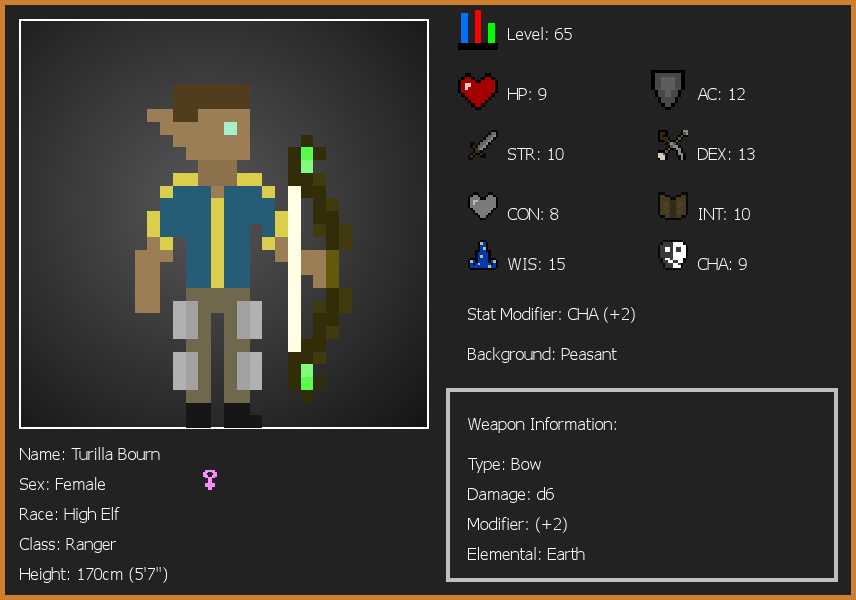 Level: 65
HP: 9
AC: 12
STR: 10
DEX: 13
CON: 8
INT: 10
WIS: 15
CHA: 9
Stat Modifier: CHA (+2)
Background: Peasant
Weapon Information:
Type: Bow
Damage: d6
Modifier: (+2)
Elemental: Earth
Name: Turilla Bourn
Sex: Female
Race: High Elf
Class: Ranger
Height: 170cm (5'7")